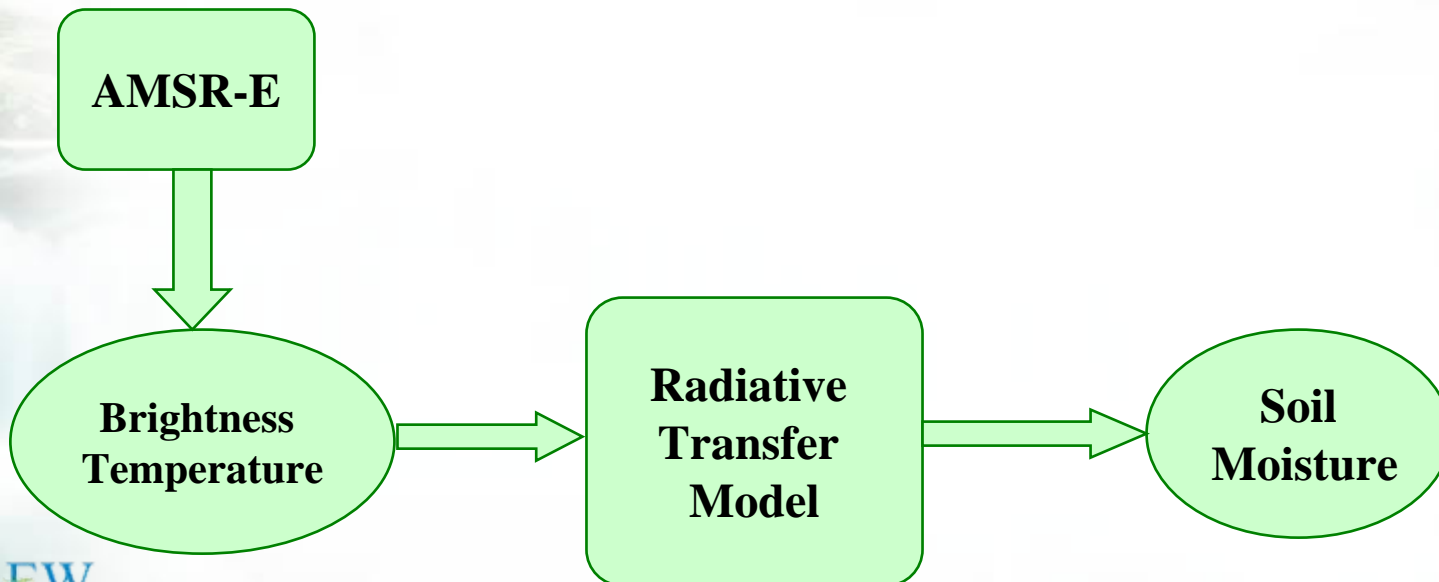 AMSR-E
Brightness
Temperature
Radiative
Transfer
Model
Soil
Moisture